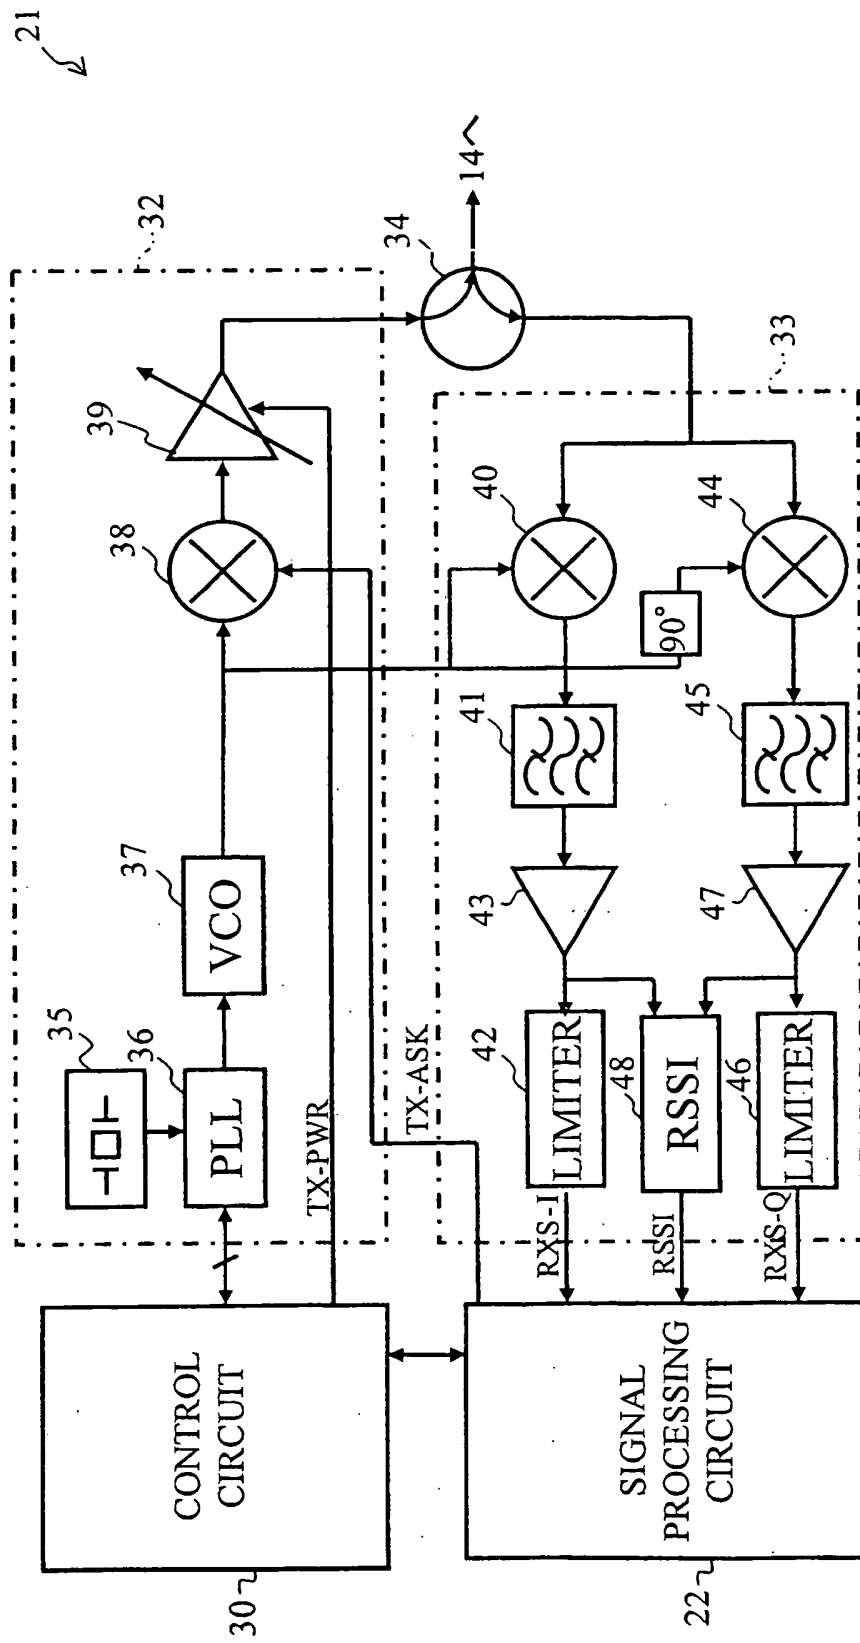 21
32
34
14
39
38
37
VCO
35
36
PLL
TX-PWR
TX-ASK
CONTROL
CIRCUIT
30
33
40
44
90°
41
45
43
47
42
LIMITER
48
RSSI
46
LIMITER
RXS-I
RSSI
RXS-Q
SIGNAL
PROCESSING
CIRCUIT
22